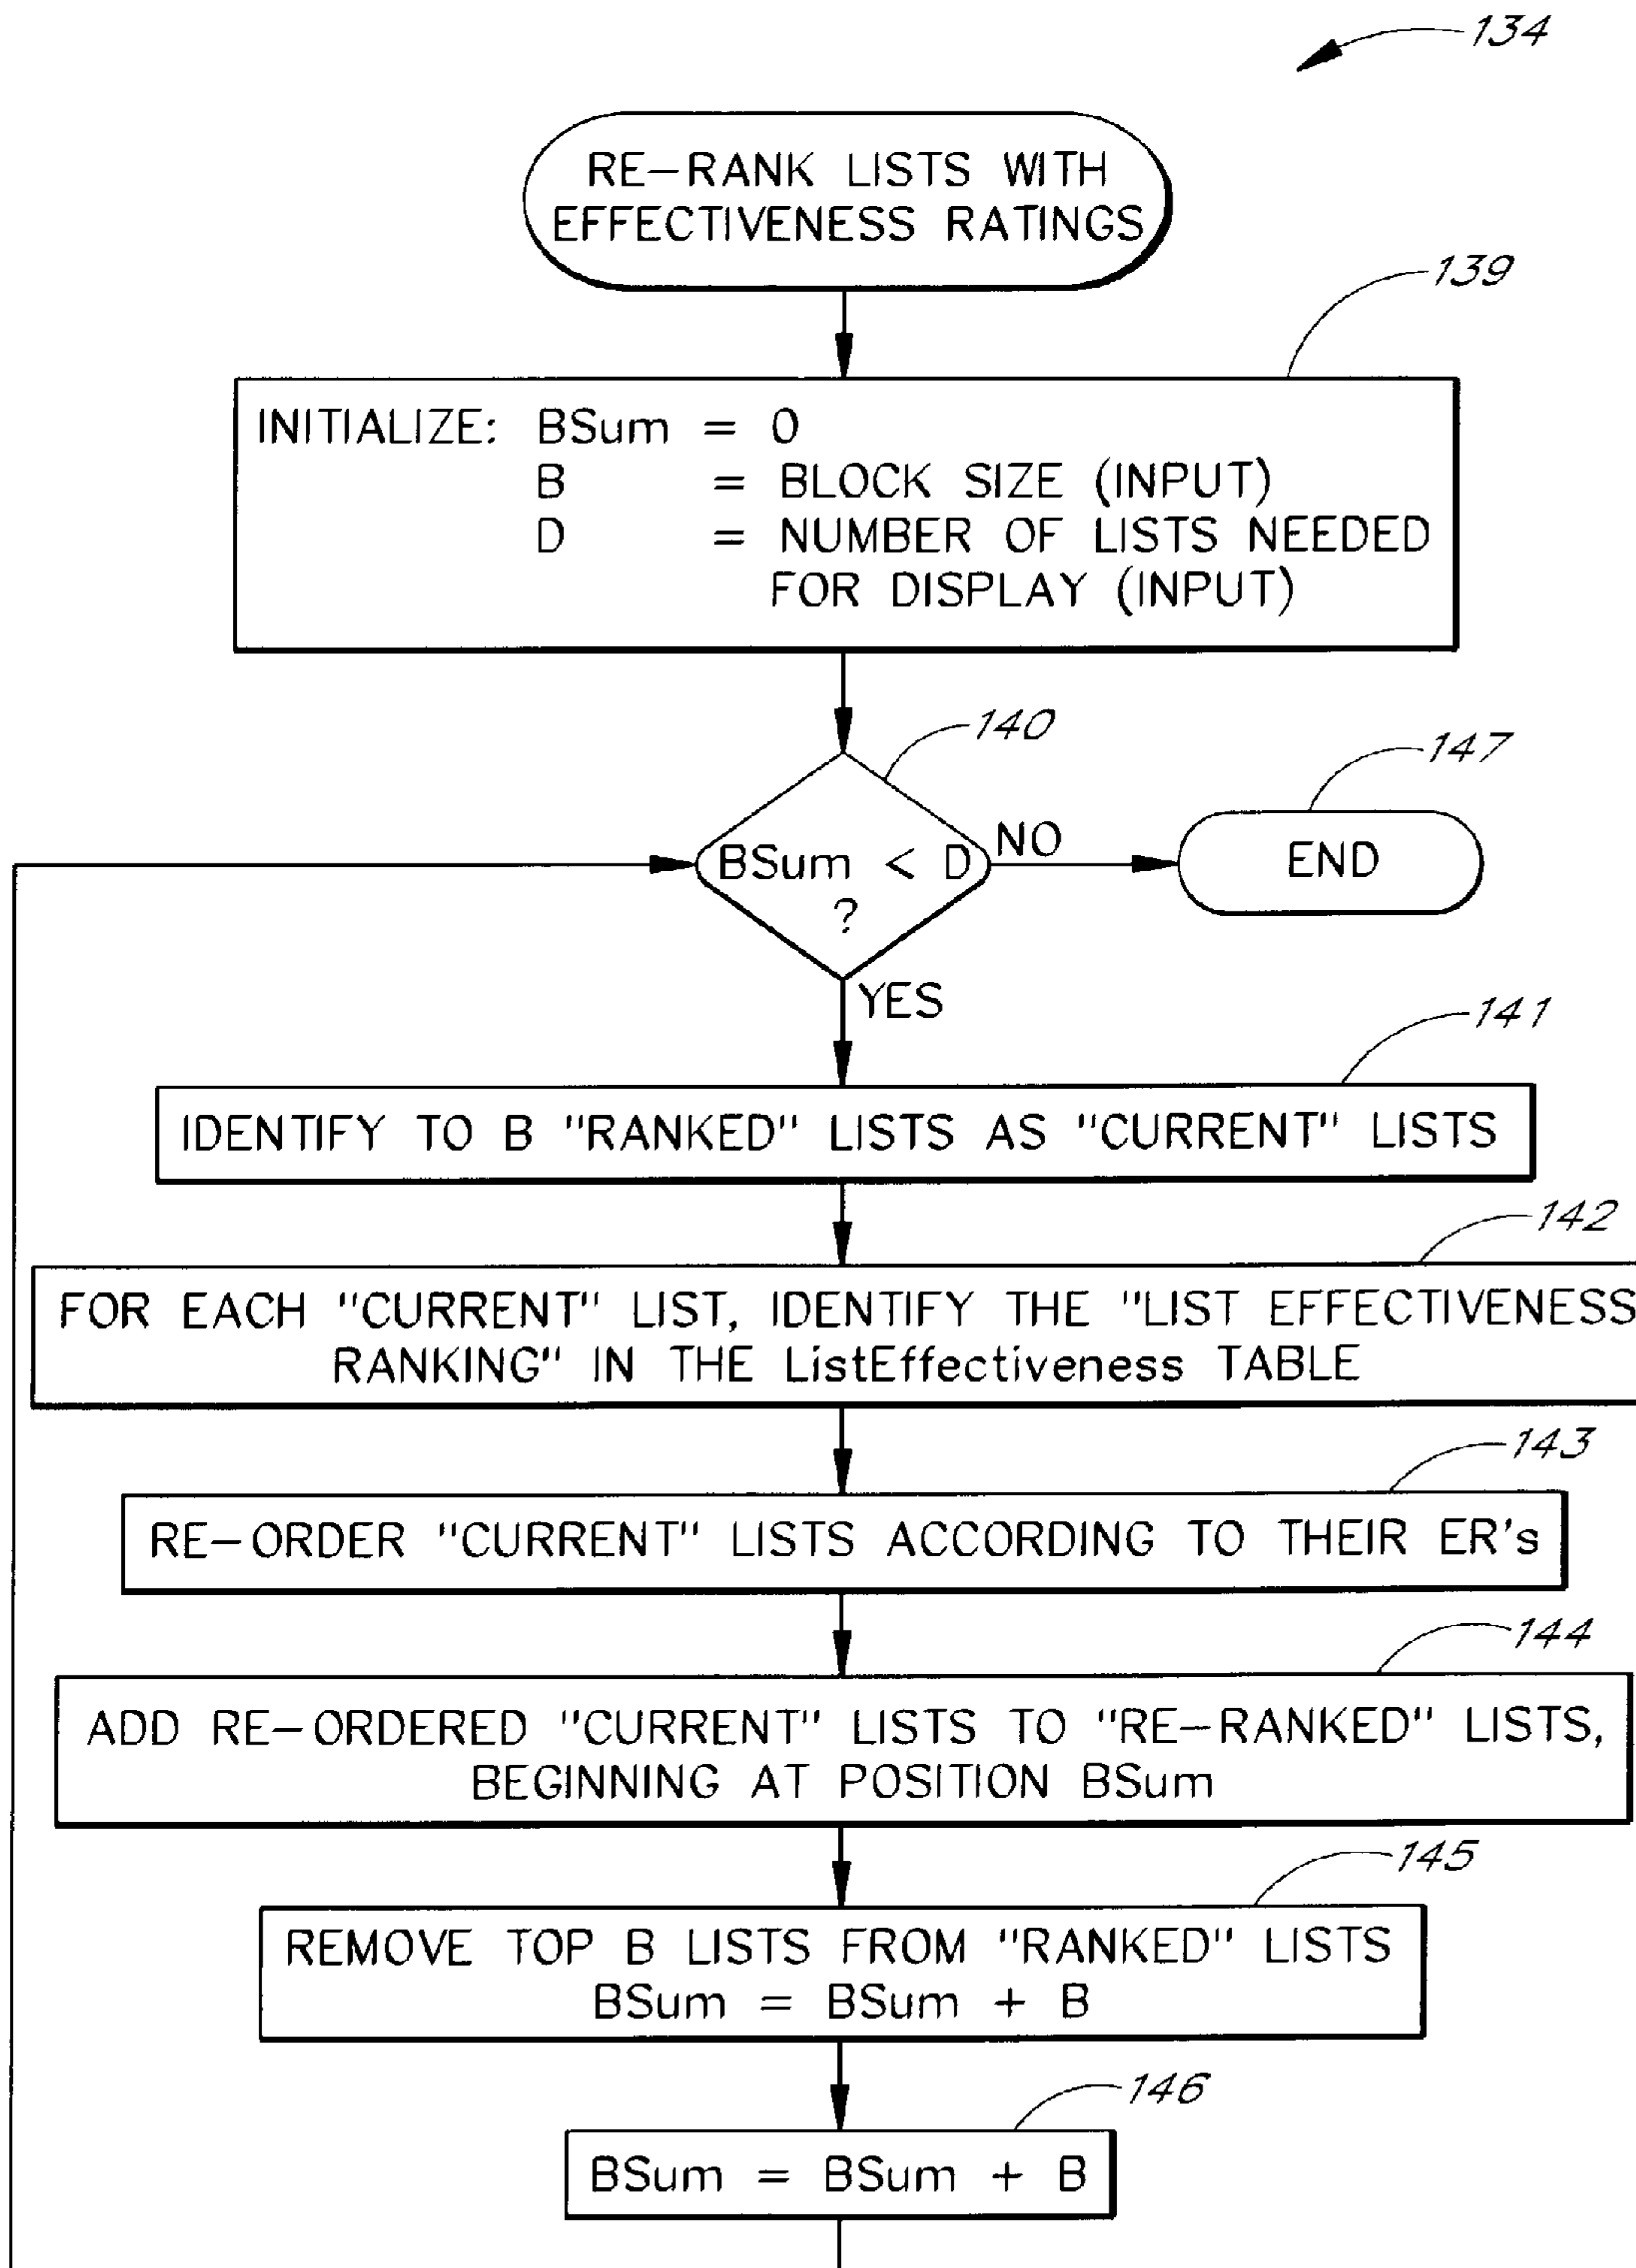 134
RE-RANK LISTS WITH
EFFECTIVENESS RATINGS
139
INITIALIZE: BSum = 0
B = BLOCK SIZE (INPUT)
D = NUMBER OF LISTS NEEDED
FOR DISPLAY (INPUT)
140
147
BSum < D
?
NO
END
YES
141
IDENTIFY TO B "RANKED" LISTS AS "CURRENT" LISTS
142
FOR EACH "CURRENT" LIST, IDENTIFY THE "LIST EFFECTIVENESS
RANKING" IN THE ListEffectiveness TABLE
143
RE-ORDER "CURRENT" LISTS ACCORDING TO THEIR ER's
144
ADD RE-ORDERED "CURRENT" LISTS TO "RE-RANKED" LISTS,
BEGINNING AT POSITION BSum
145
REMOVE TOP B LISTS FROM "RANKED" LISTS
BSum = BSum + B
146
BSum = BSum + B